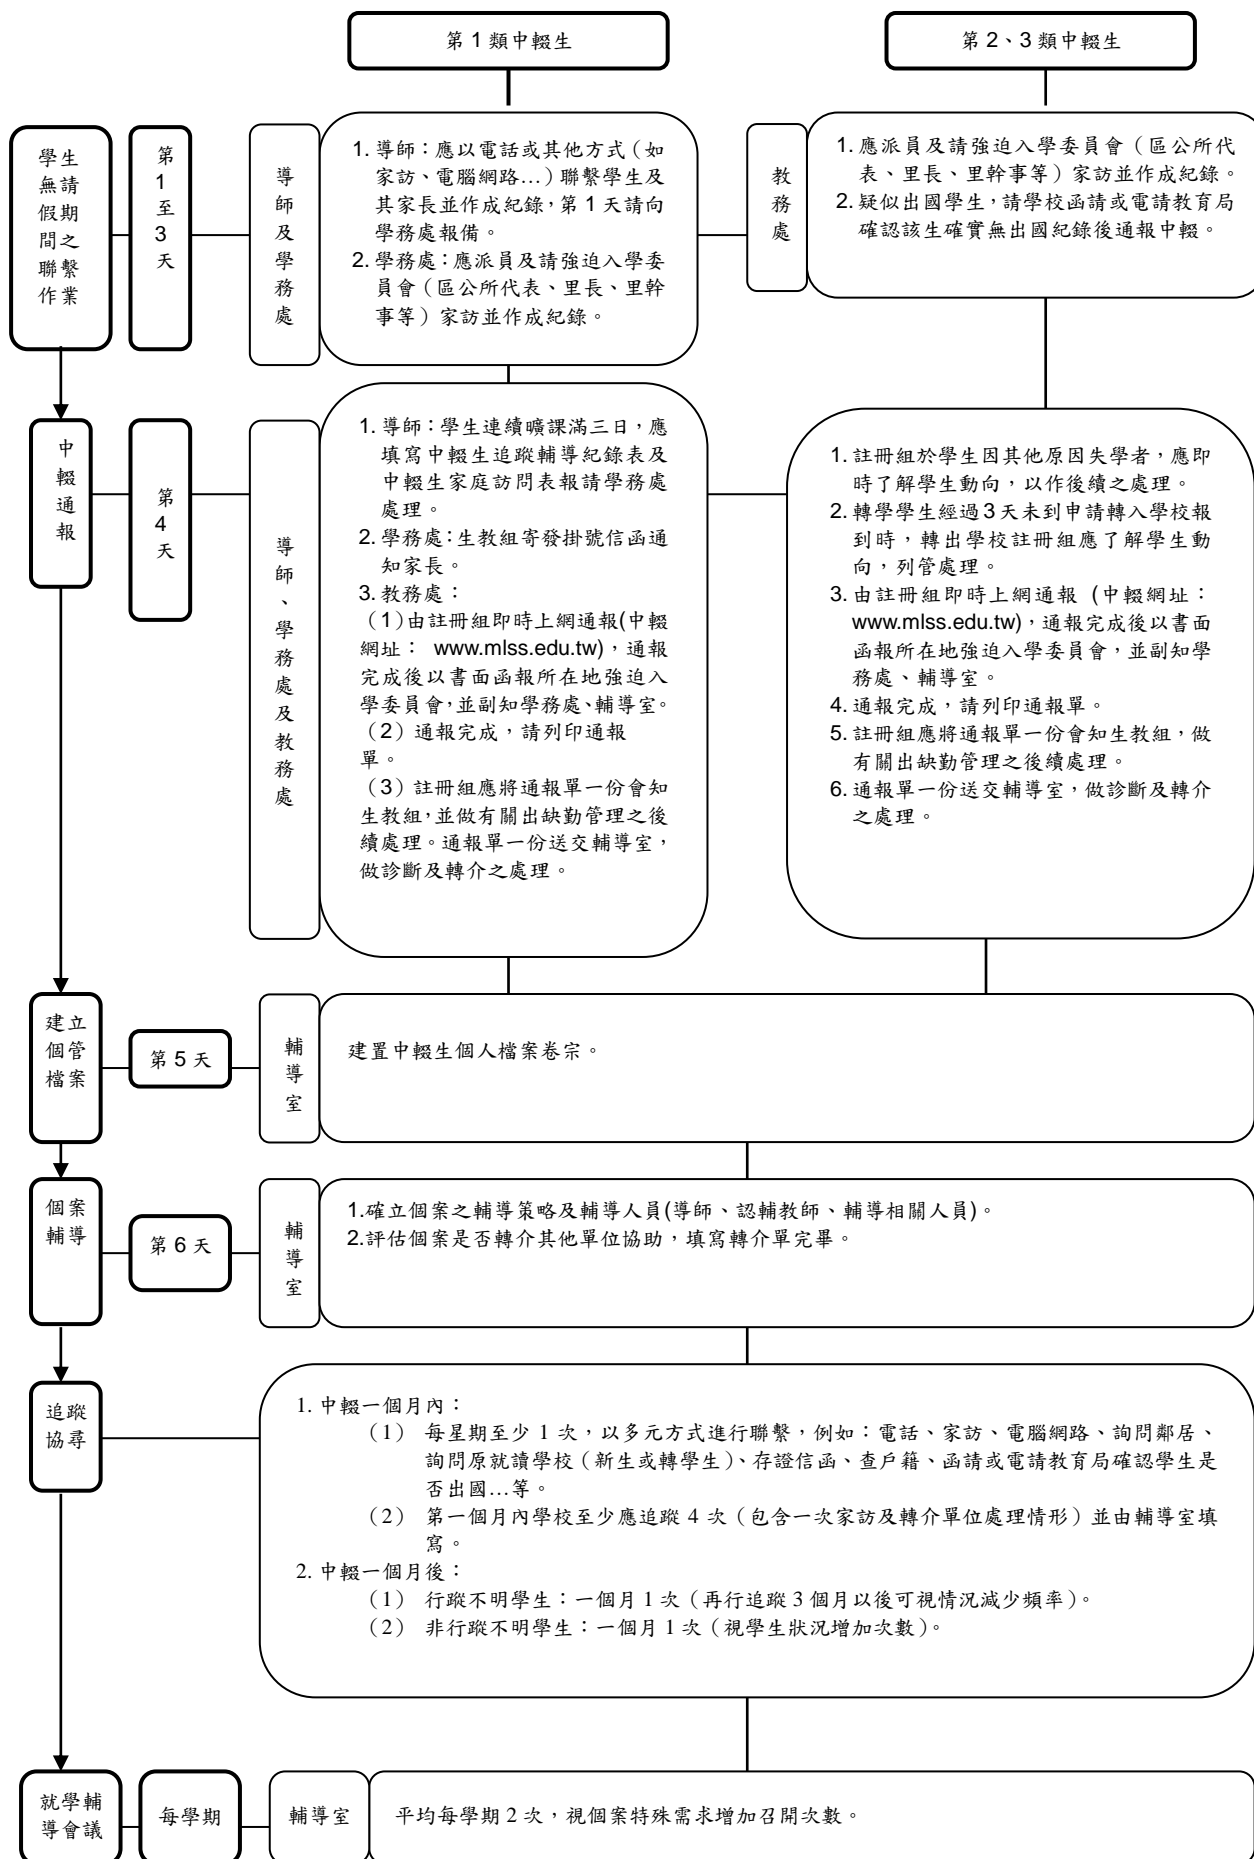 第 1 類中輟生
第 2、3 類中輟生
學生
無請
假期
間之
聯繫
作業
第
1
至
3
天
導
師
及
學
務
處
1. 導師：應以電話或其他方式（如
家訪、電腦網路…）聯繫學生及
其家長並作成紀錄，第 1 天請向
學務處報備。
2. 學務處：應派員及請強迫入學委
員會（區公所代表、里長、里幹
事等）家訪並作成紀錄。
教
務
處
1. 應派員及請強迫入學委員會（區公所代
表、里長、里幹事等）家訪並作成紀錄。
2. 疑似出國學生，請學校函請或電請教育局
確認該生確實無出國紀錄後通報中輟。
中
輟
通
報
第
4
天
導
師
、
學
務
處
及
教
務
處
1. 導師：學生連續曠課滿三日，應
填寫中輟生追蹤輔導紀錄表及
中輟生家庭訪問表報請學務處
處理。
2. 學務處：生教組寄發掛號信函通
知家長。
3. 教務處：
（1）由註冊組即時上網通報(中輟
網址： www.mlss.edu.tw)，通報
完成後以書面函報所在地強迫入
學委員會，並副知學務處、輔導室。
（2）通報完成，請列印通報
單。
（3）註冊組應將通報單一份會知
生教組，並做有關出缺勤管理之後
續處理。通報單一份送交輔導室，
做診斷及轉介之處理。
1. 註冊組於學生因其他原因失學者，應即
時了解學生動向，以作後續之處理。
2. 轉學學生經過 3 天未到申請轉入學校報
到時，轉出學校註冊組應了解學生動
向，列管處理。
3. 由註冊組即時上網通報 (中輟網址：
www.mlss.edu.tw)，通報完成後以書面
函報所在地強迫入學委員會，並副知學
務處、輔導室。
4. 通報完成，請列印通報單。
5. 註冊組應將通報單一份會知生教組，做
有關出缺勤管理之後續處理。
6. 通報單一份送交輔導室，做診斷及轉介
之處理。
建立
個管
檔案
第 5 天
輔
導
室
建置中輟生個人檔案卷宗。
個案
輔導
第 6 天
輔
導
室
1.確立個案之輔導策略及輔導人員(導師、認輔教師、輔導相關人員)。
2.評估個案是否轉介其他單位協助，填寫轉介單完畢。
追蹤
協尋
1. 中輟一個月內：
（1） 每星期至少 1 次，以多元方式進行聯繫，例如：電話、家訪、電腦網路、詢問鄰居、
詢問原就讀學校（新生或轉學生）、存證信函、查戶籍、函請或電請教育局確認學生是
否出國…等。
（2） 第一個月內學校至少應追蹤 4 次（包含一次家訪及轉介單位處理情形）並由輔導室填
寫。
2. 中輟一個月後：
（1） 行蹤不明學生：一個月 1 次（再行追蹤 3 個月以後可視情況減少頻率）。
（2） 非行蹤不明學生：一個月 1 次（視學生狀況增加次數）。
就學輔
導會議
每學期
輔導室
平均每學期 2 次，視個案特殊需求增加召開次數。